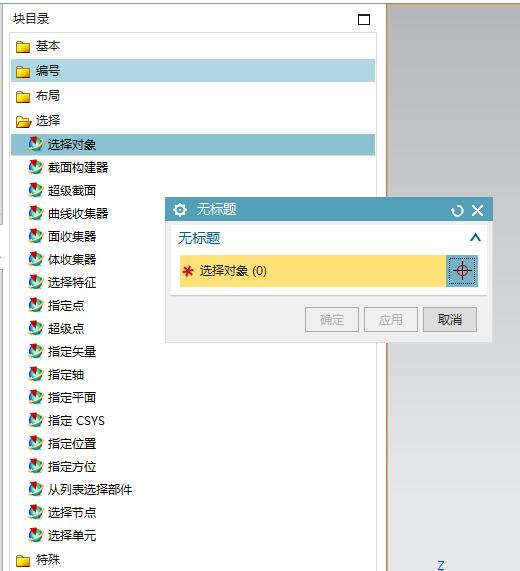 块目录
基本
编号
布局
选择
选择对象
截面构建器
超级截面
曲线收集器
面收集器
体收集器
选择特征
指定点
超级点
指定矢量
指定轴
指定平面
指定 CSYS
指定位置
指定方位
从列表选择部件
选择节点
选择单元
特殊
无标题
无标题
* 选择对象 (0)
确定
应用
取消
Z